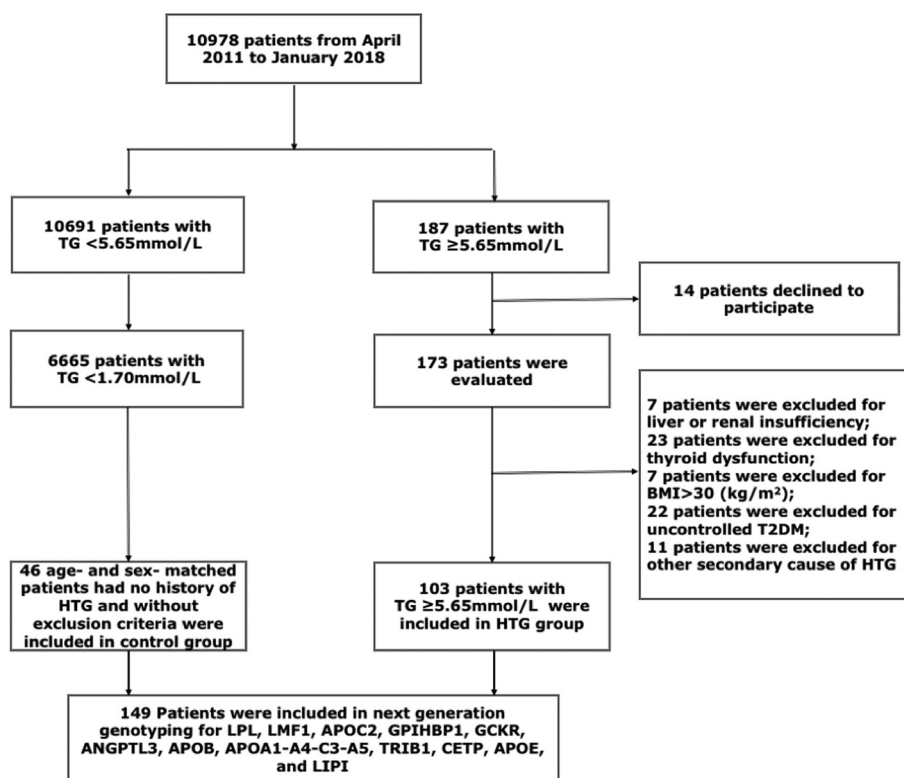 10978 patients from April
2011 to January 2018
10691 patients with
TG <5.65mmol/L
187 patients with
TG ≥5.65mmol/L
14 patients declined to
participate
6665 patients with
TG <1.70mmol/L
173 patients were
evaluated
7 patients were excluded for
liver or renal insufficiency;
23 patients were excluded for
thyroid dysfunction;
7 patients were excluded for
BMI>30 (kg/m²);
22 patients were excluded for
uncontrolled T2DM;
11 patients were excluded for
other secondary cause of HTG
46 age- and sex- matched
patients had no history of
HTG and without
exclusion criteria were
included in control group
103 patients with
TG ≥5.65mmol/L were
included in HTG group
149 Patients were included in next generation
genotyping for LPL, LMF1, APOC2, GPIHBP1, GCKR,
ANGPTL3, APOB, APOA1-A4-C3-A5, TRIB1, CETP, APOE,
and LIPI